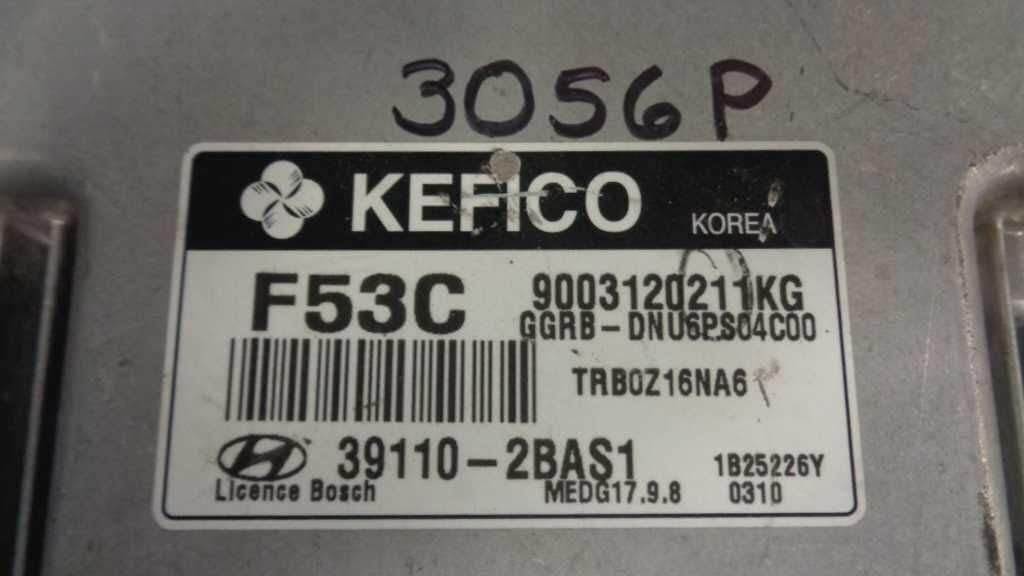 3056P
KEFICO KOREA
F53C 9003120211KG
GGRB-DNU6PS04C00
TRB0Z16NA6
39110-2BAS1 1B25226Y
Licence Bosch MEDG17.9.8 0310